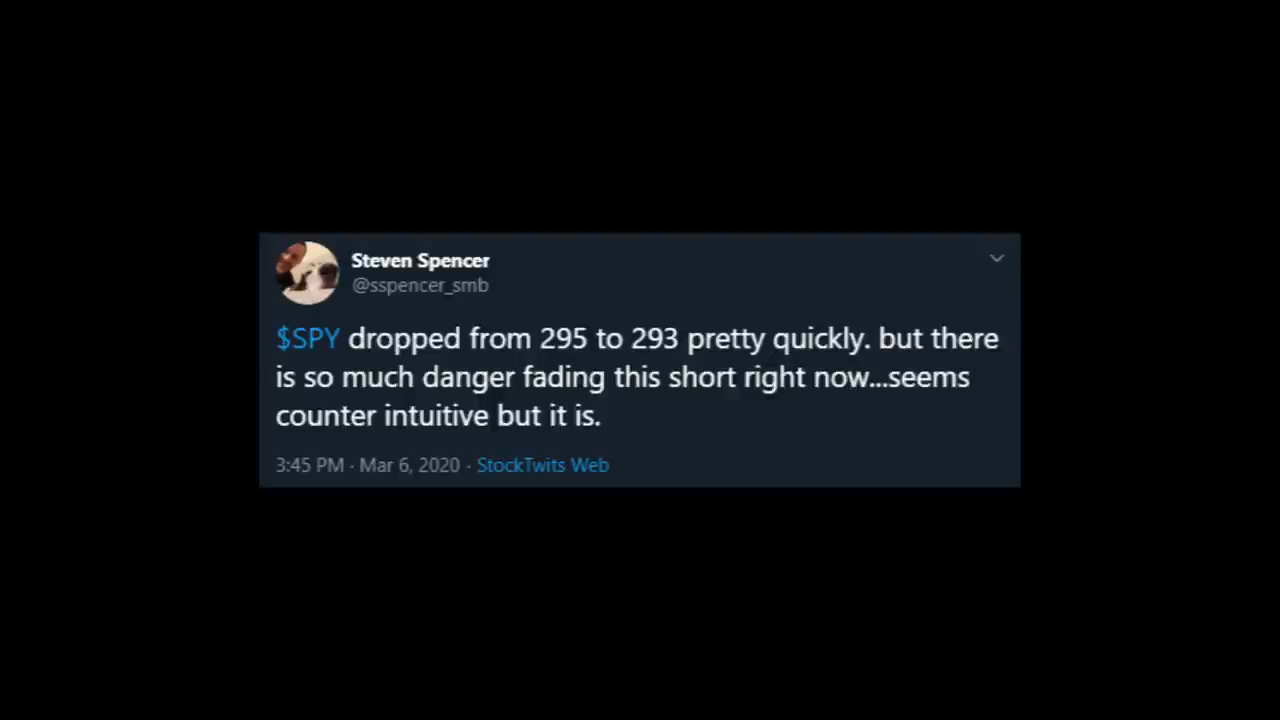 Steven Spencer
@sspencer_smb
$SPY dropped from 295 to 293 pretty quickly. but there
is so much danger fading this short right now...seems
counter intuitive but it is.
3:45 PM · Mar 6, 2020 · StockTwits Web